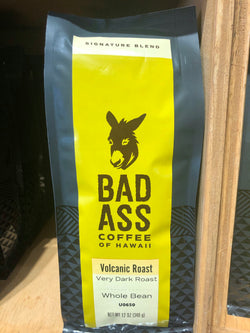 SIGNATURE BLEND
BAD
ASS
COFFEE
OF HAWAII
Volcanic Roast
Very Dark Roast
Whole Bean
U0650
NET WT 12 OZ (340 g)